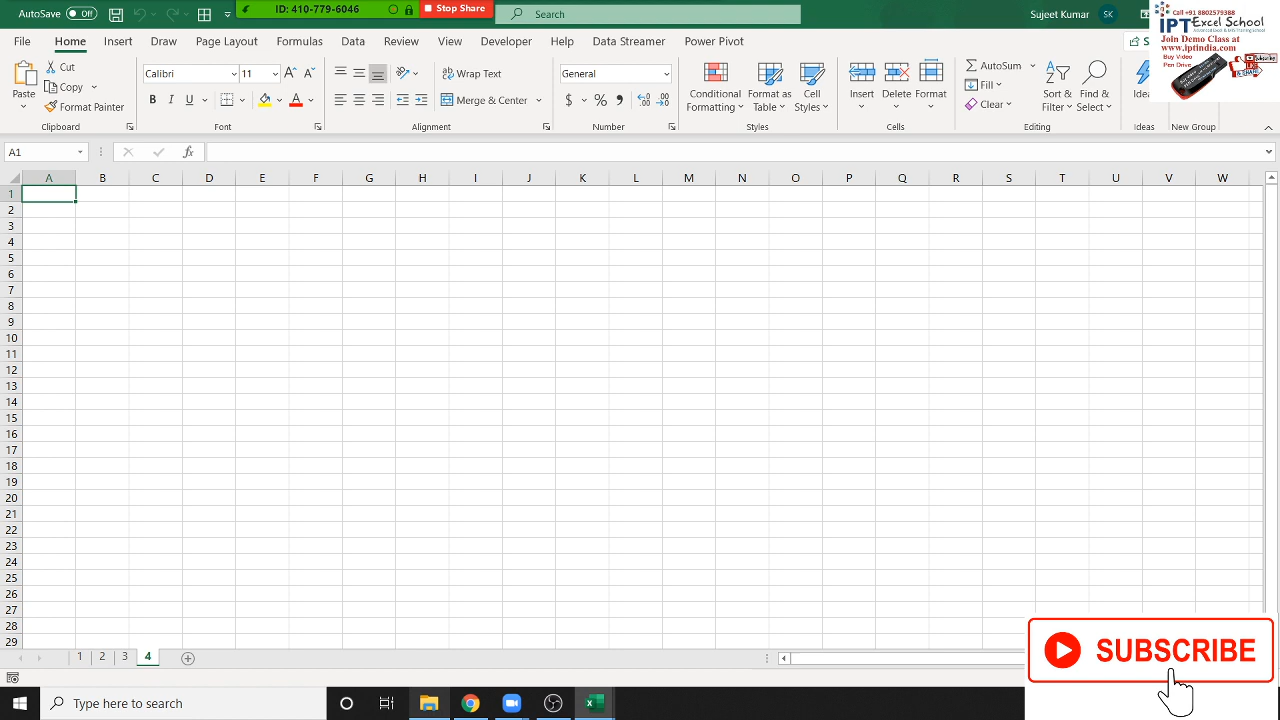 AutoSave Off
ID: 410-779-6046
Stop Share
Search
Sujeet Kumar
SK
Call +91 8802579388
IPT Excel School
Advanced Excel & MIS Training School
Join Demo Class at
www.iptindia.com
Buy Video
Pen Drive
File Home Insert Draw Page Layout Formulas Data Review View Developer Help Data Streamer Power Pivot
Paste
Cut
Copy
Format Painter
Clipboard
Calibri 11
B I U
Font
Wrap Text
Merge & Center
Alignment
General
$ % ,
Number
Conditional Formatting
Format as Table
Cell Styles
Styles
Insert Delete Format
Cells
AutoSum
Fill
Clear
Sort & Filter
Find & Select
Editing
Ideas
New Group
A1
fx
A B C D E F G H I J K L M N O P Q R S T U V W
1
2
3
4
5
6
7
8
9
10
11
12
13
14
15
16
17
18
19
20
21
22
23
24
25
26
27
28
29
1 2 3 4
SUBSCRIBE
Type here to search